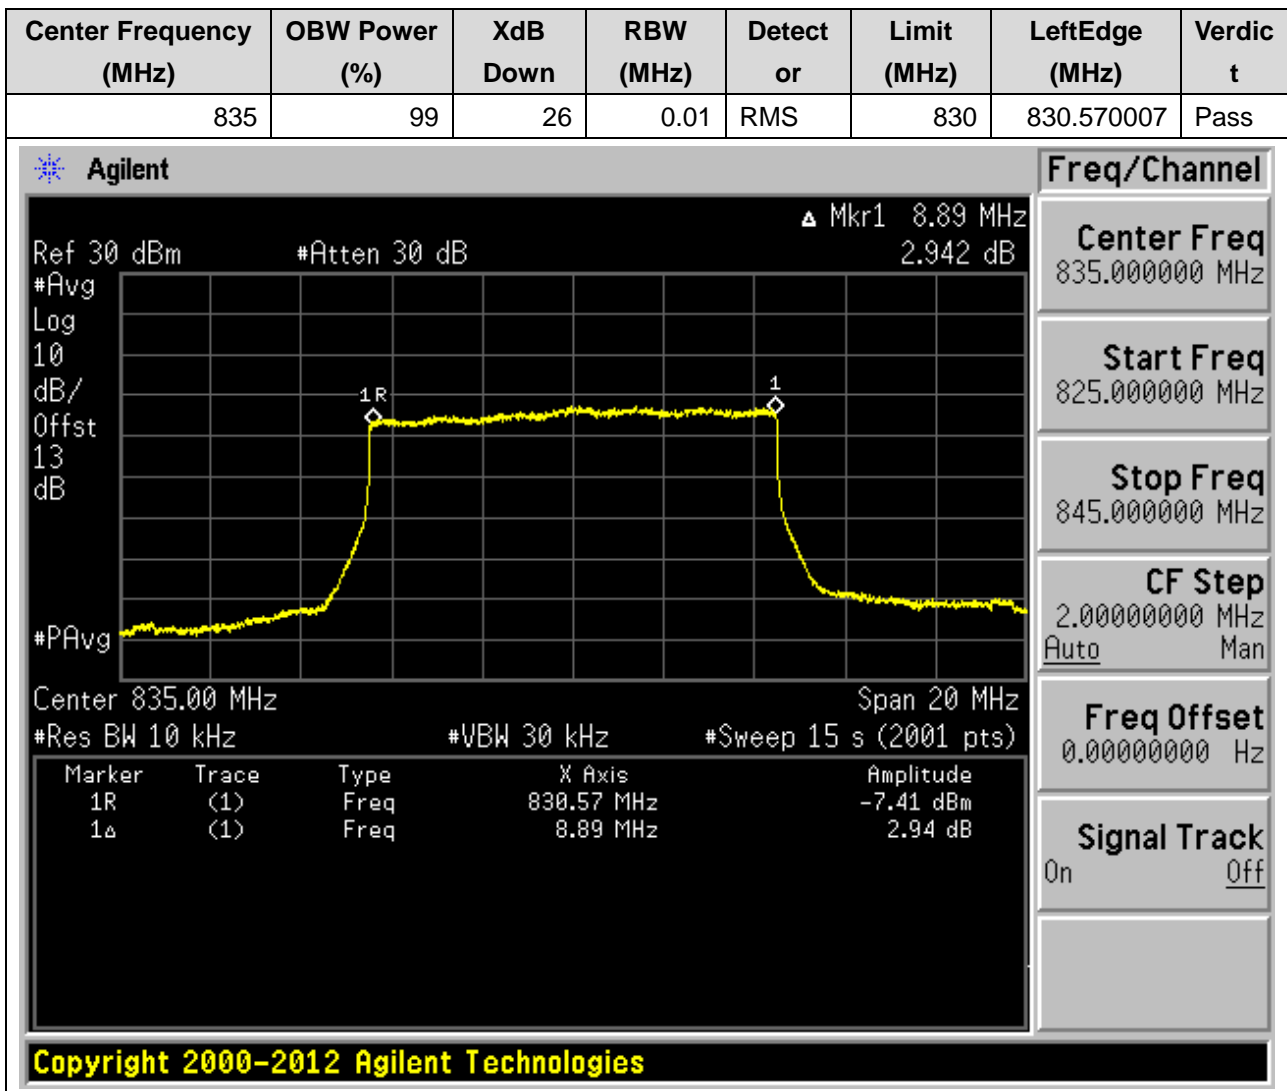 Center Frequency (MHz) OBW Power (%) XdB Down RBW (MHz) Detect or Limit (MHz) LeftEdge (MHz) Verdic t
835 99 26 0.01 RMS 830 830.570007 Pass
Agilent
Freq/Channel
Δ Mkr1 8.89 MHz
Ref 30 dBm #Atten 30 dB 2.942 dB
#Avg
Log
10
dB/
Offst
13
dB
#PAvg
1R
1
Center 835.00 MHz Span 20 MHz
#Res BW 10 kHz #VBW 30 kHz #Sweep 15 s (2001 pts)
Marker Trace Type X Axis Amplitude
1R (1) Freq 830.57 MHz -7.41 dBm
1Δ (1) Freq 8.89 MHz 2.94 dB
Center Freq
835.000000 MHz
Start Freq
825.000000 MHz
Stop Freq
845.000000 MHz
CF Step
2.00000000 MHz
Auto Man
Freq Offset
0.00000000 Hz
Signal Track
On Off
Copyright 2000-2012 Agilent Technologies